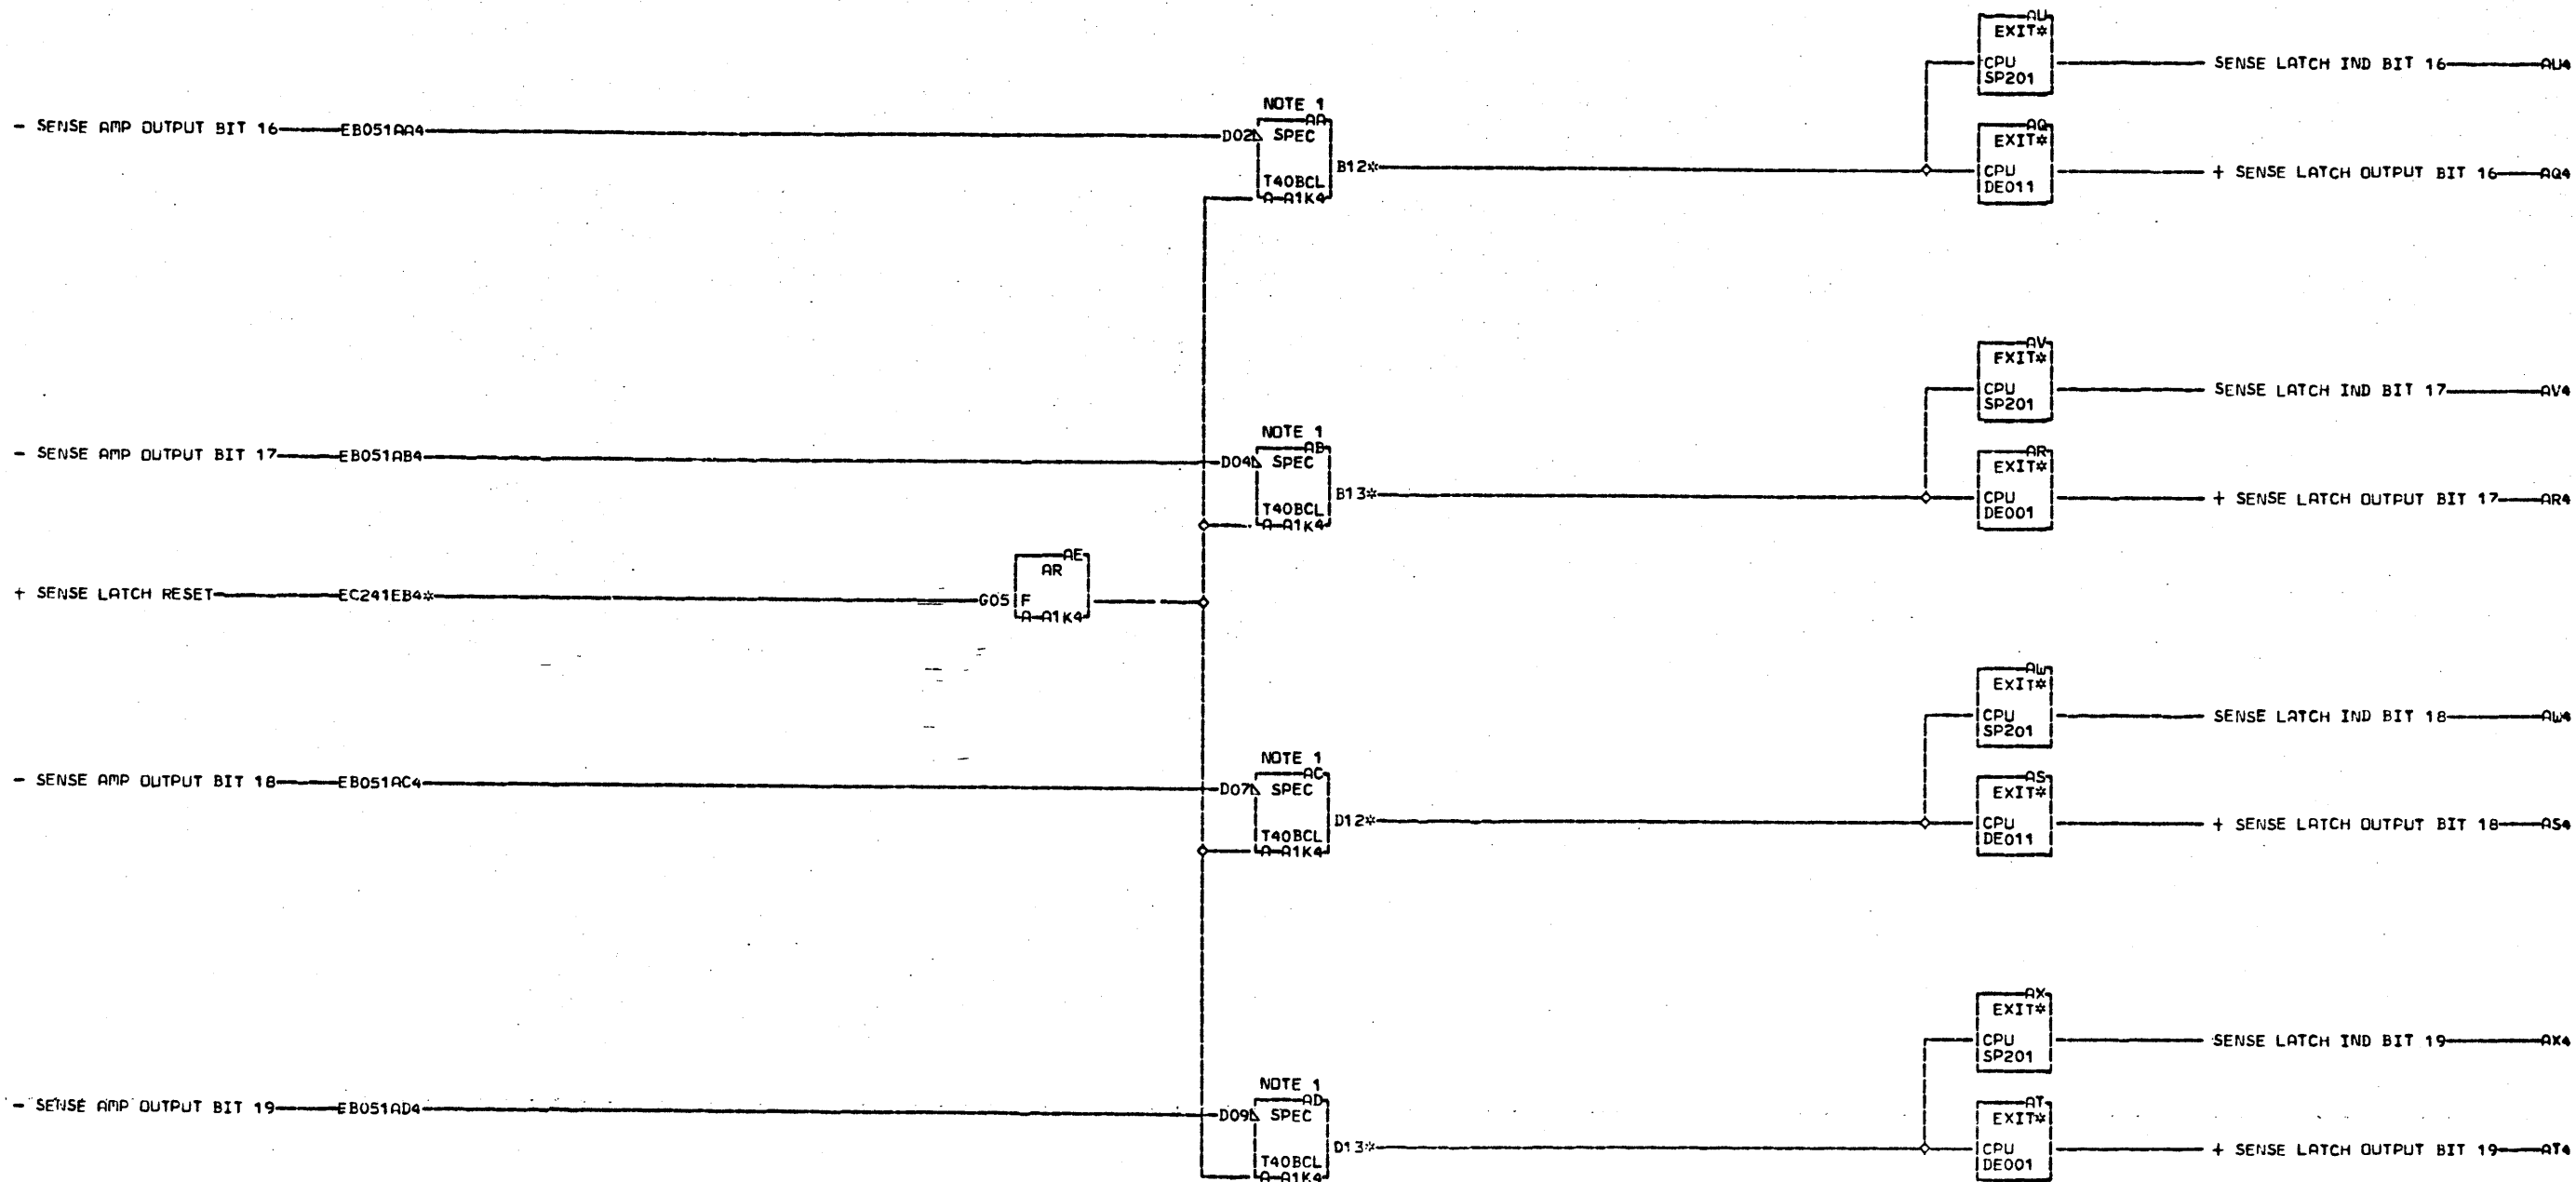 AU
EXIT*
CPU
SP201
SENSE LATCH IND BIT 16 AU4
NOTE 1
AA
- SENSE AMP OUTPUT BIT 16 EB051AA4 D02 SPEC
T40BCL
A-A1K4
B12*
AQ
EXIT*
CPU
DE011
+ SENSE LATCH OUTPUT BIT 16 AQ4
AV
EXIT*
CPU
SP201
SENSE LATCH IND BIT 17 AV4
NOTE 1
AB
- SENSE AMP OUTPUT BIT 17 EB051AB4 D04 SPEC
T40BCL
A-A1K4
B13*
AR
EXIT*
CPU
DE001
+ SENSE LATCH OUTPUT BIT 17 AR4
AE
AR
+ SENSE LATCH RESET EC241EB4* G05 F
A-A1K4
AW
EXIT*
CPU
SP201
SENSE LATCH IND BIT 18 AW4
NOTE 1
AC
- SENSE AMP OUTPUT BIT 18 EB051AC4 D07 SPEC
T40BCL
A-A1K4
D12*
AS
EXIT*
CPU
DE011
+ SENSE LATCH OUTPUT BIT 18 AS4
AX
EXIT*
CPU
SP201
SENSE LATCH IND BIT 19 AX4
NOTE 1
AD
- SENSE AMP OUTPUT BIT 19 EB051AD4 D09 SPEC
T40BCL
A-A1K4
D13*
AT
EXIT*
CPU
DE001
+ SENSE LATCH OUTPUT BIT 19 AT4